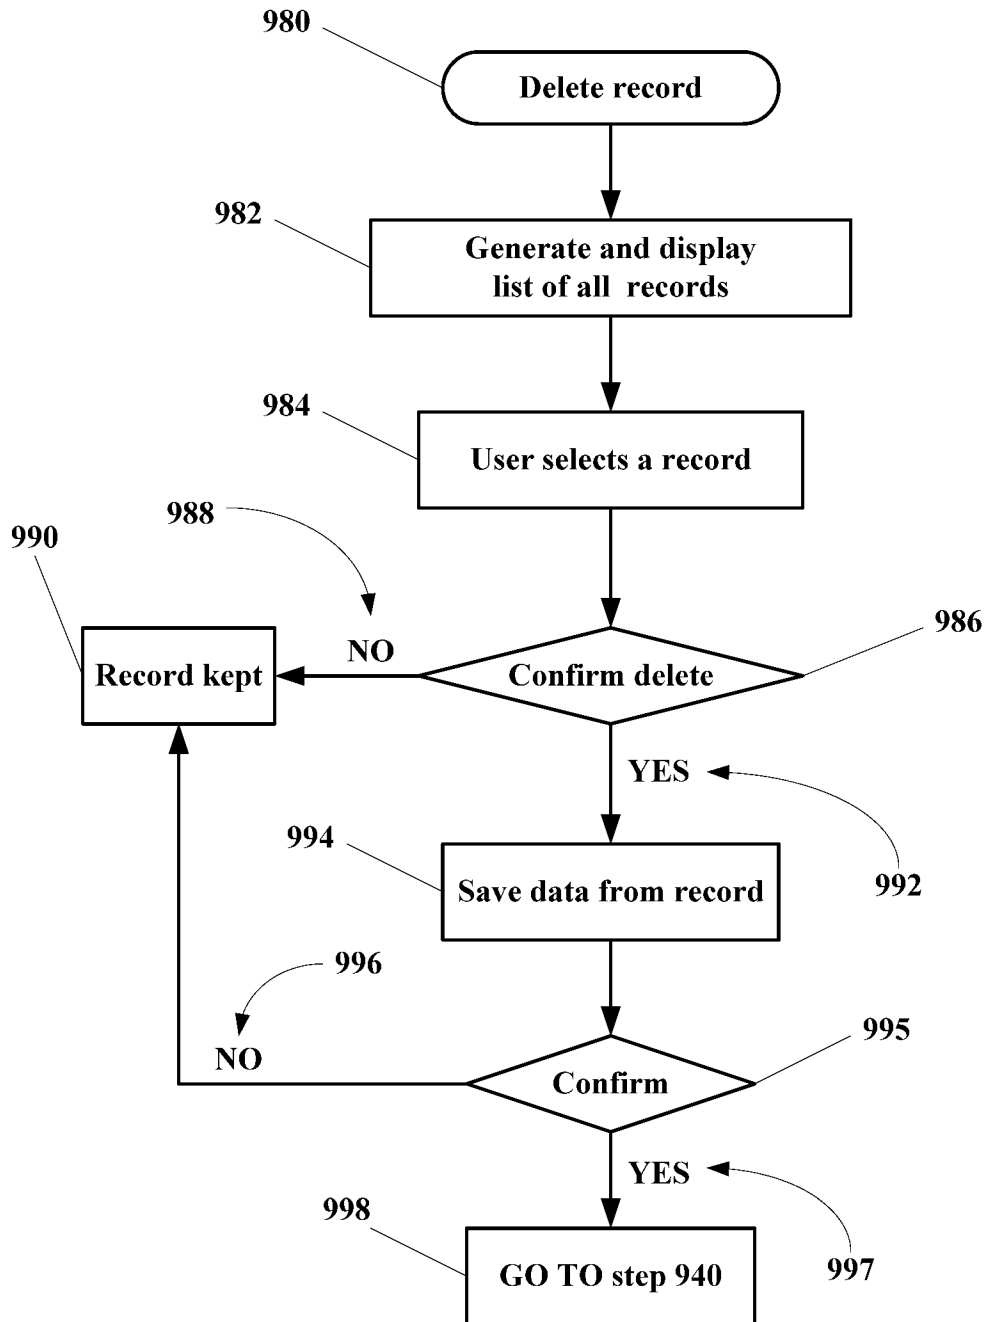 980
Delete record
982
Generate and display
list of all records
984
User selects a record
988
990
986
NO
Record kept
Confirm delete
YES
994
992
Save data from record
996
995
NO
Confirm
YES
998
997
GO TO step 940